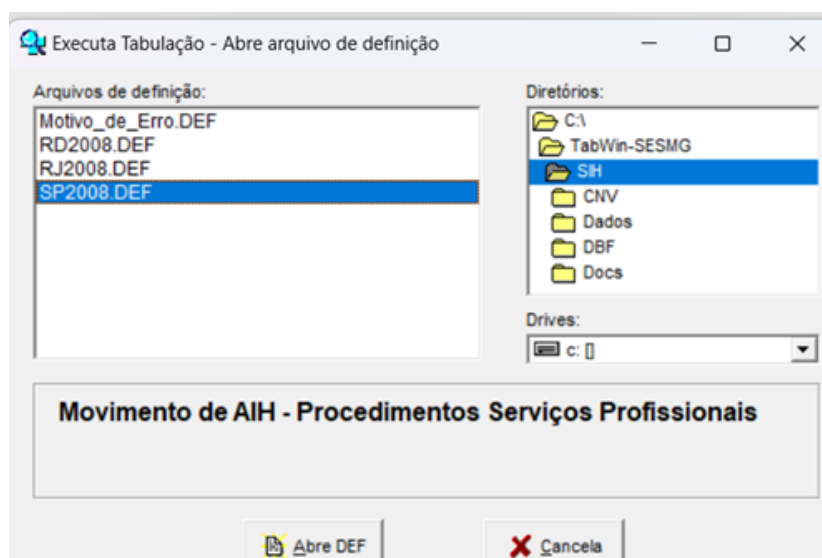 Executa Tabulação - Abre arquivo de definição
Arquivos de definição:
Motivo_de_Erro.DEF
RD2008.DEF
RJ2008.DEF
SP2008.DEF
Diretórios:
C:\
TabWin-SESMG
SIH
CNV
Dados
DBF
Docs
Drives:
c: []
Movimento de AIH - Procedimentos Serviços Profissionais
Abre DEF
Cancela